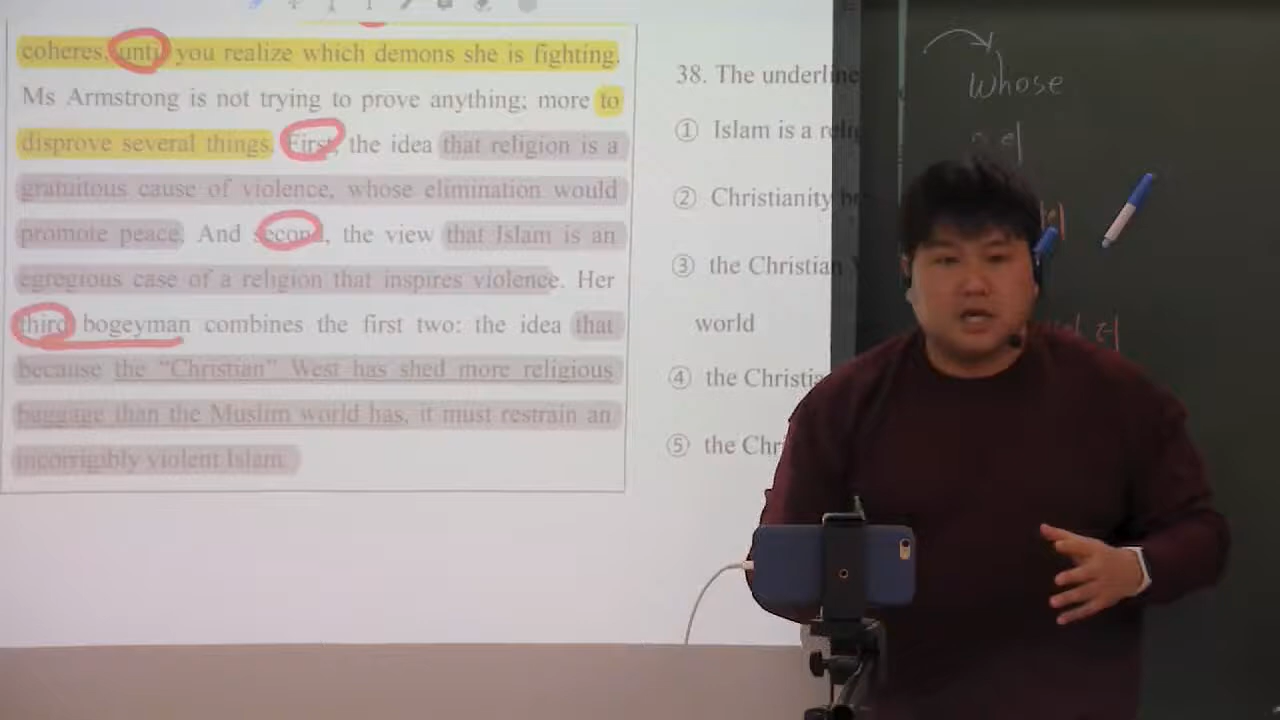 coheres, until you realize which demons she is fighting.
Ms Armstrong is not trying to prove anything; more to
disprove several things. First, the idea that religion is a
gratuitous cause of violence, whose elimination would
promote peace. And second, the view that Islam is an
egregious case of a religion that inspires violence. Her
third bogeyman combines the first two: the idea that
because the “Christian” West has shed more religious
baggage than the Muslim world has, it must restrain an
incorrigibly violent Islam.
38. The underline
① Islam is a
② Christianity
③ the Christian
world
④ the
⑤ the
whose